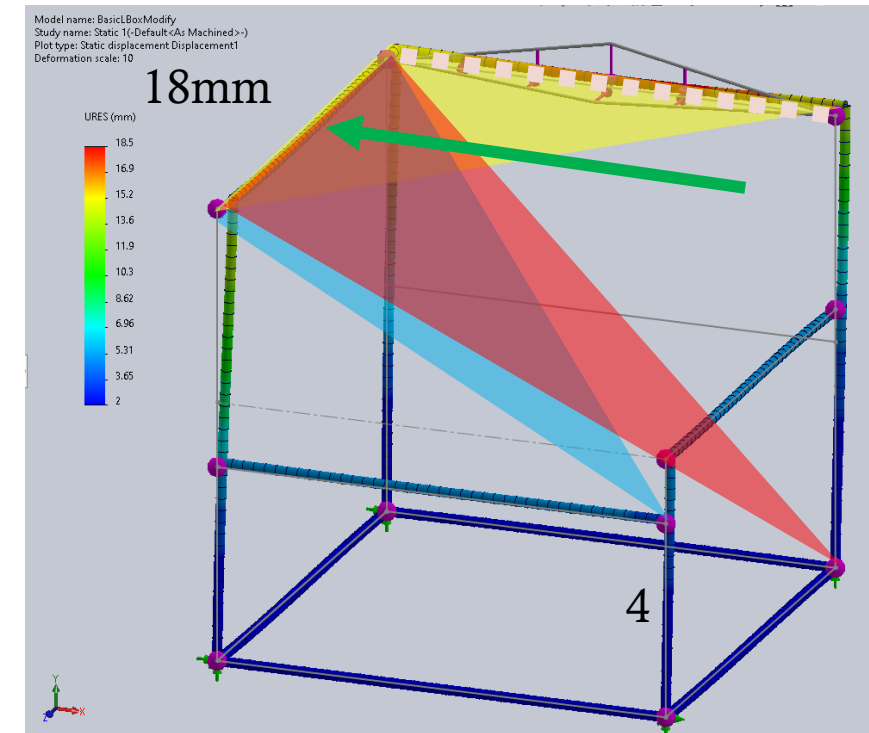 Model name: BasicLBoxModify
Study name: Static 1(-Default<As Machined>-)
Plot type: Static displacement Displacement1
Deformation scale: 10
18mm
URES (mm)
18.5
16.9
15.2
13.6
11.9
10.3
8.62
6.96
5.31
3.65
2
4
Y
Z
X